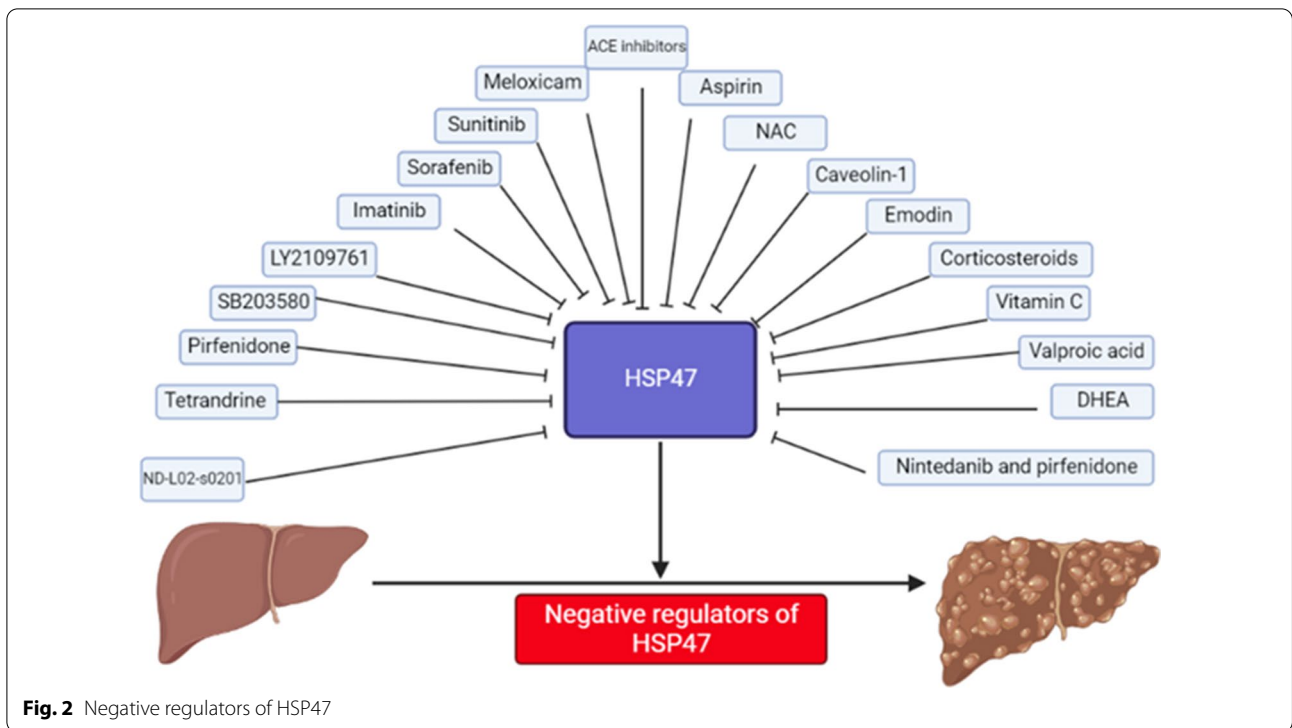 ACE inhibitors
Meloxicam
Aspirin
Sunitinib
NAC
Sorafenib
Caveolin-1
Imatinib
Emodin
LY2109761
Corticosteroids
SB203580
Vitamin C
Pirfenidone
Valproic acid
HSP47
Tetrandrine
DHEA
ND-L02-s0201
Nintedanib and pirfenidone
Negative regulators of
HSP47
Fig. 2 Negative regulators of HSP47